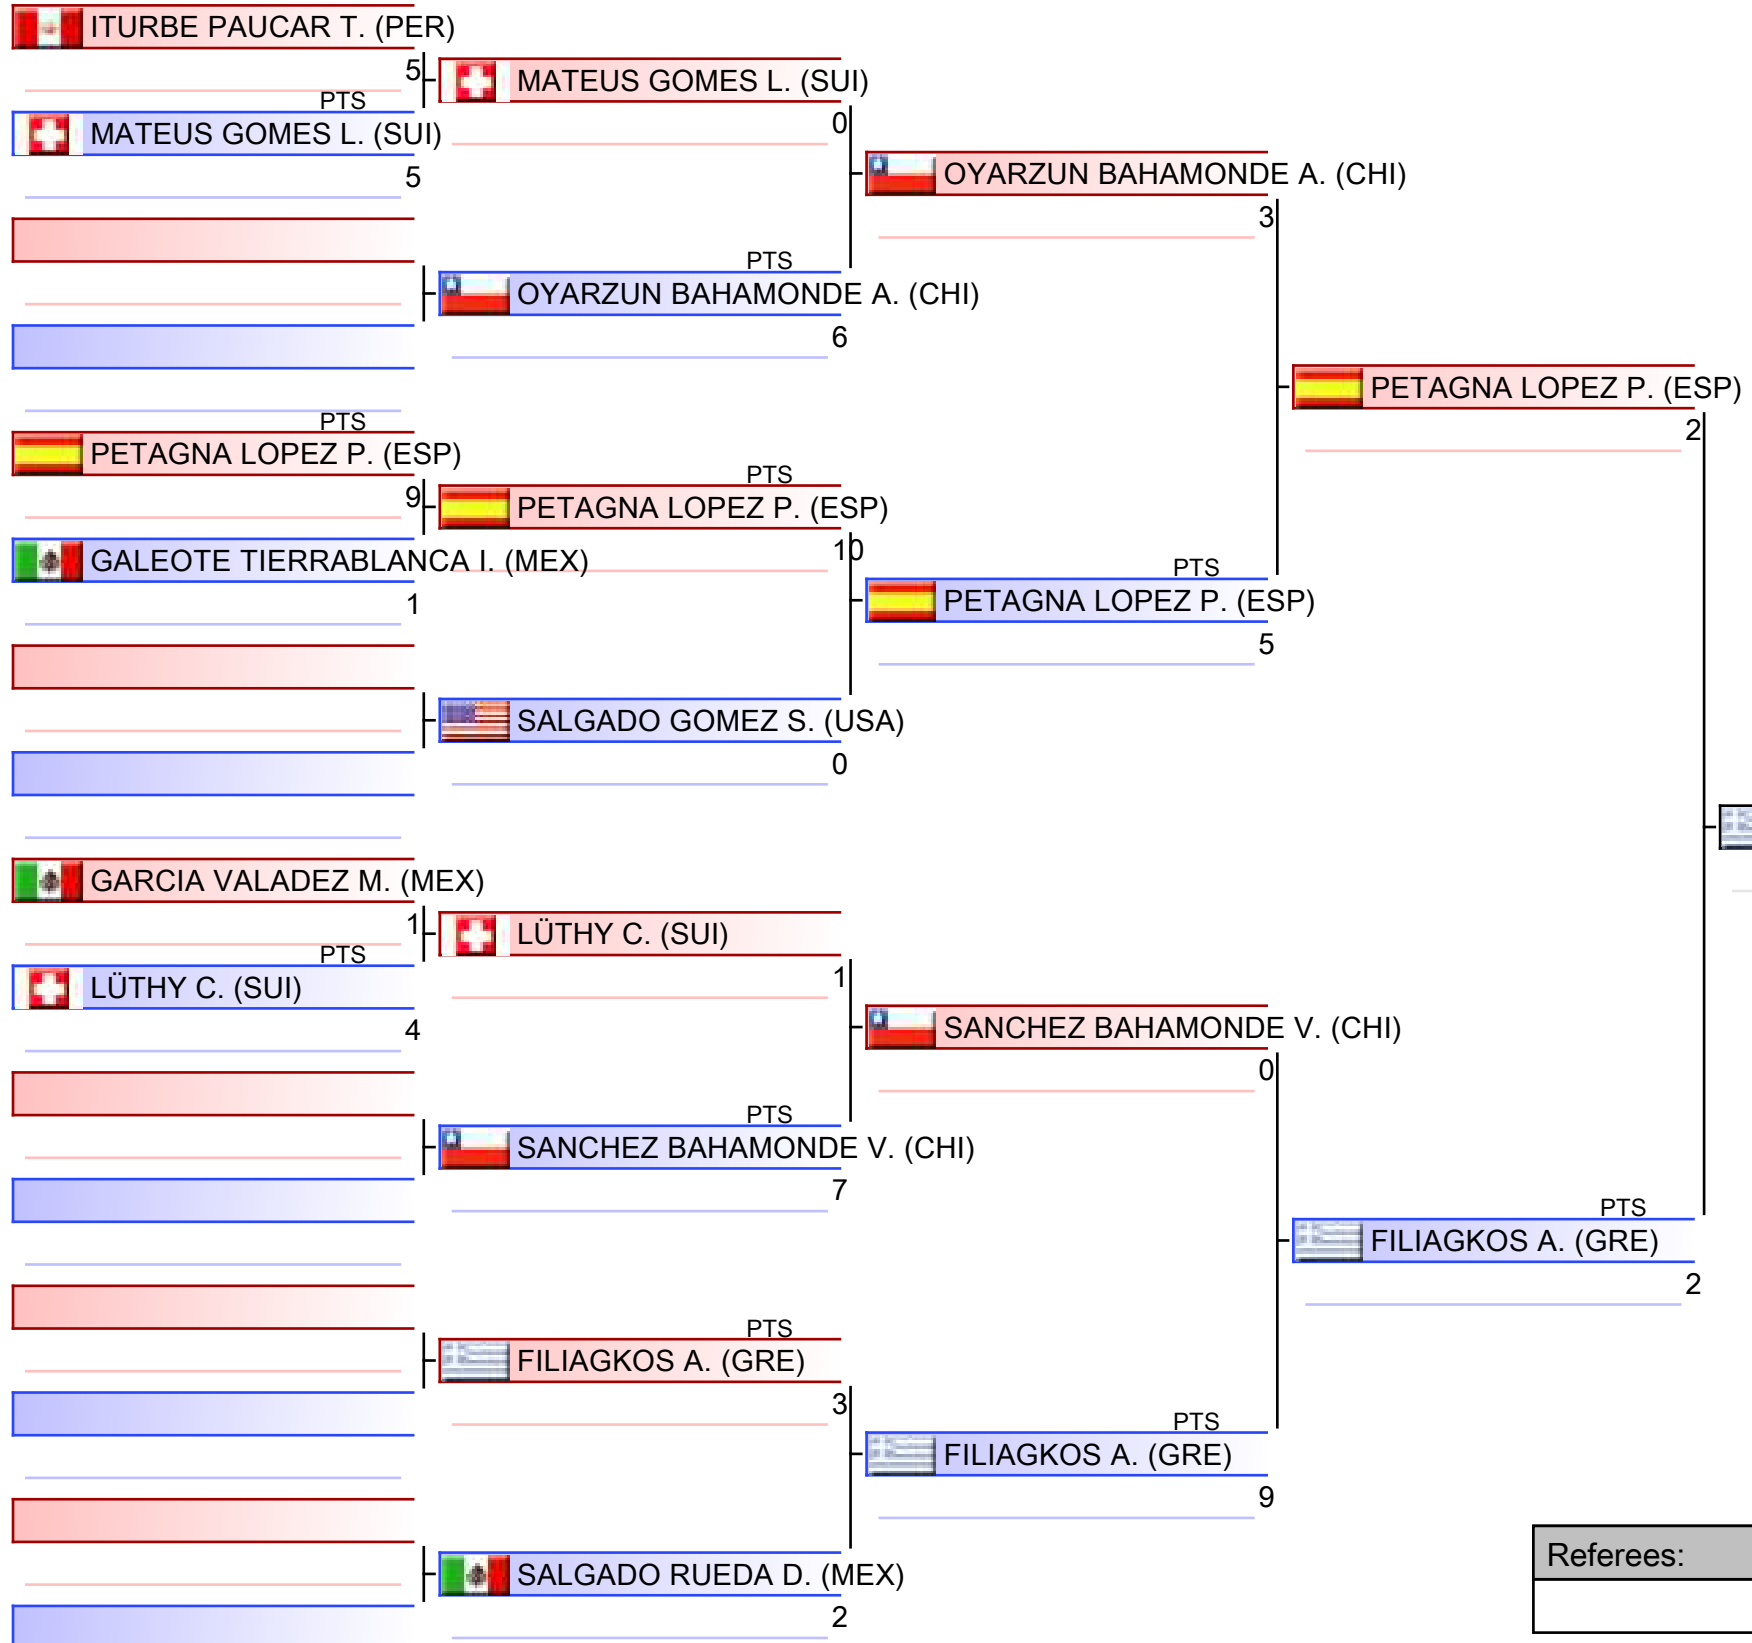 ITURBE PAUCAR T. (PER)
5
MATEUS GOMES L. (SUI)
PTS
0
MATEUS GOMES L. (SUI)
5
OYARZUN BAHAMONDE A. (CHI)
3
PTS
OYARZUN BAHAMONDE A. (CHI)
6
PETAGNA LOPEZ P. (ESP)
2
PTS
PETAGNA LOPEZ P. (ESP)
9
PTS
PETAGNA LOPEZ P. (ESP)
10
GALEOTE TIERRABLANCA I. (MEX)
1
PTS
PETAGNA LOPEZ P. (ESP)
5
SALGADO GOMEZ S. (USA)
0
GARCIA VALADEZ M. (MEX)
1
LÜTHY C. (SUI)
1
PTS
LÜTHY C. (SUI)
4
SANCHEZ BAHAMONDE V. (CHI)
0
PTS
SANCHEZ BAHAMONDE V. (CHI)
7
PTS
FILIAGKOS A. (GRE)
2
PTS
FILIAGKOS A. (GRE)
3
PTS
FILIAGKOS A. (GRE)
9
SALGADO RUEDA D. (MEX)
2
Referees: